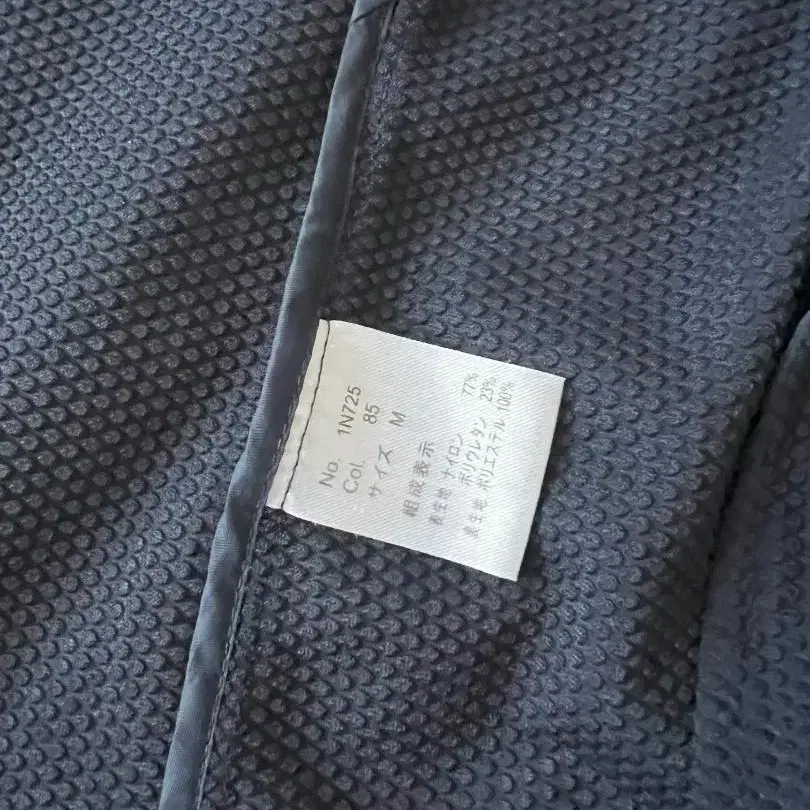 No. 1N725
Col. 85
サイズ M
組成表示
表生地 ナイロン 77%
ポリウレタン 23%
裏生地 ポリエステル 100%